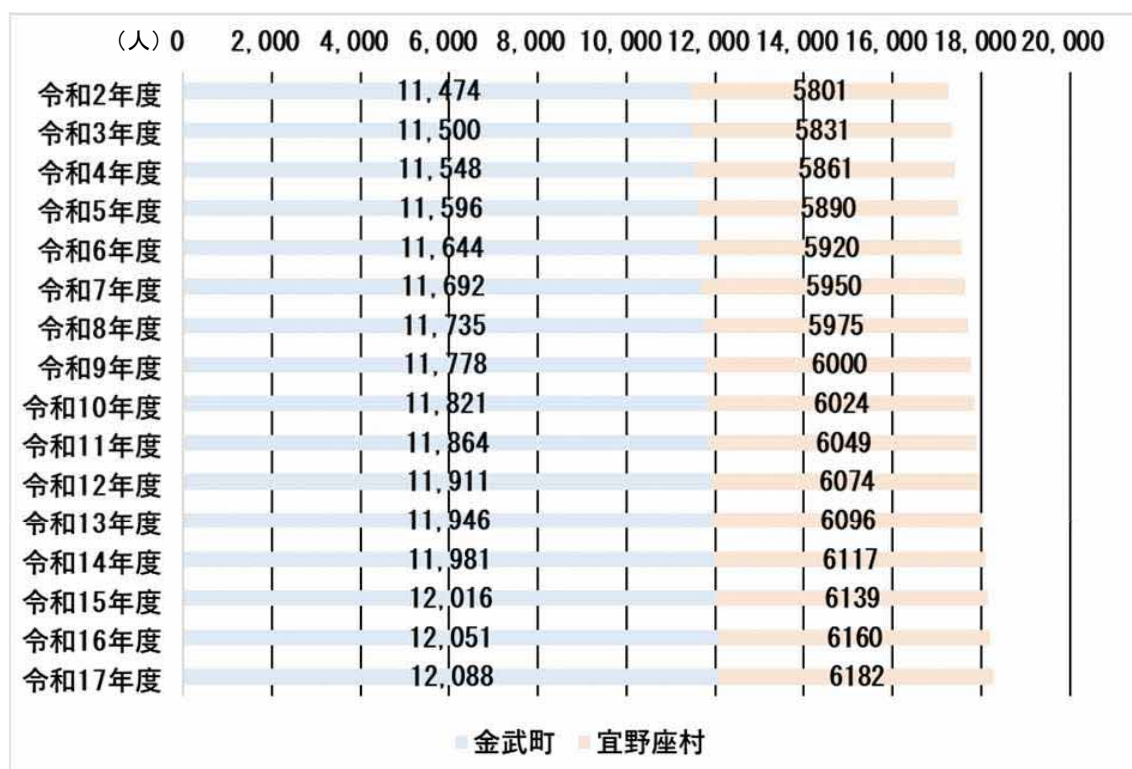 (人) 0 2,000 4,000 6,000 8,000 10,000 12,000 14,000 16,000 18,000 20,000
令和2年度 11,474 5801
令和3年度 11,500 5831
令和4年度 11,548 5861
令和5年度 11,596 5890
令和6年度 11,644 5920
令和7年度 11,692 5950
令和8年度 11,735 5975
令和9年度 11,778 6000
令和10年度 11,821 6024
令和11年度 11,864 6049
令和12年度 11,911 6074
令和13年度 11,946 6096
令和14年度 11,981 6117
令和15年度 12,016 6139
令和16年度 12,051 6160
令和17年度 12,088 6182
金武町 宜野座村